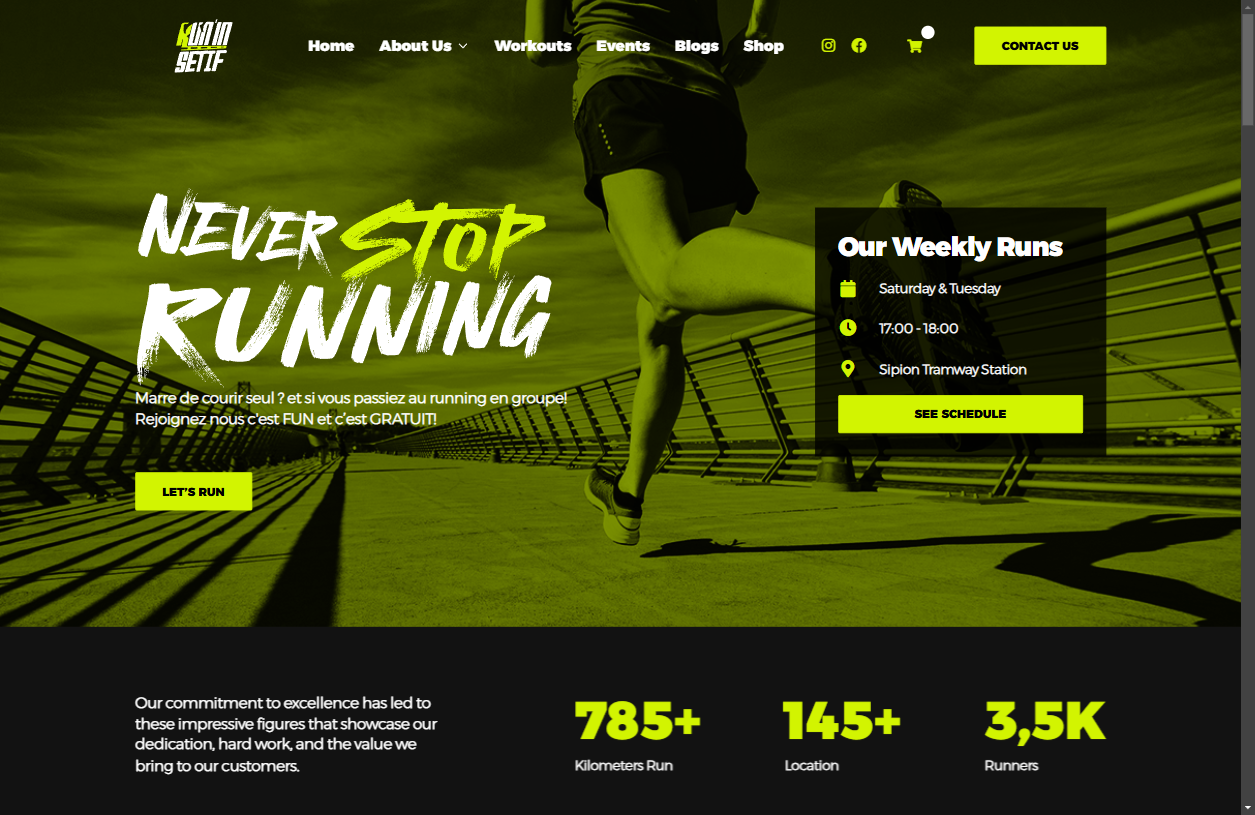 RUN'IN
SETIF
Home
About Us
Workouts
Events
Blogs
Shop
CONTACT US
NEVER STOP
RUNNING
Marre de courir seul ? et si vous passiez au running en groupe!
Rejoignez nous c'est FUN et c'est GRATUIT!
LET'S RUN
Our Weekly Runs
Saturday & Tuesday
17:00 - 18:00
Sipion Tramway Station
SEE SCHEDULE
Our commitment to excellence has led to
these impressive figures that showcase our
dedication, hard work, and the value we
bring to our customers.
785+
Kilometers Run
145+
Location
3,5K
Runners